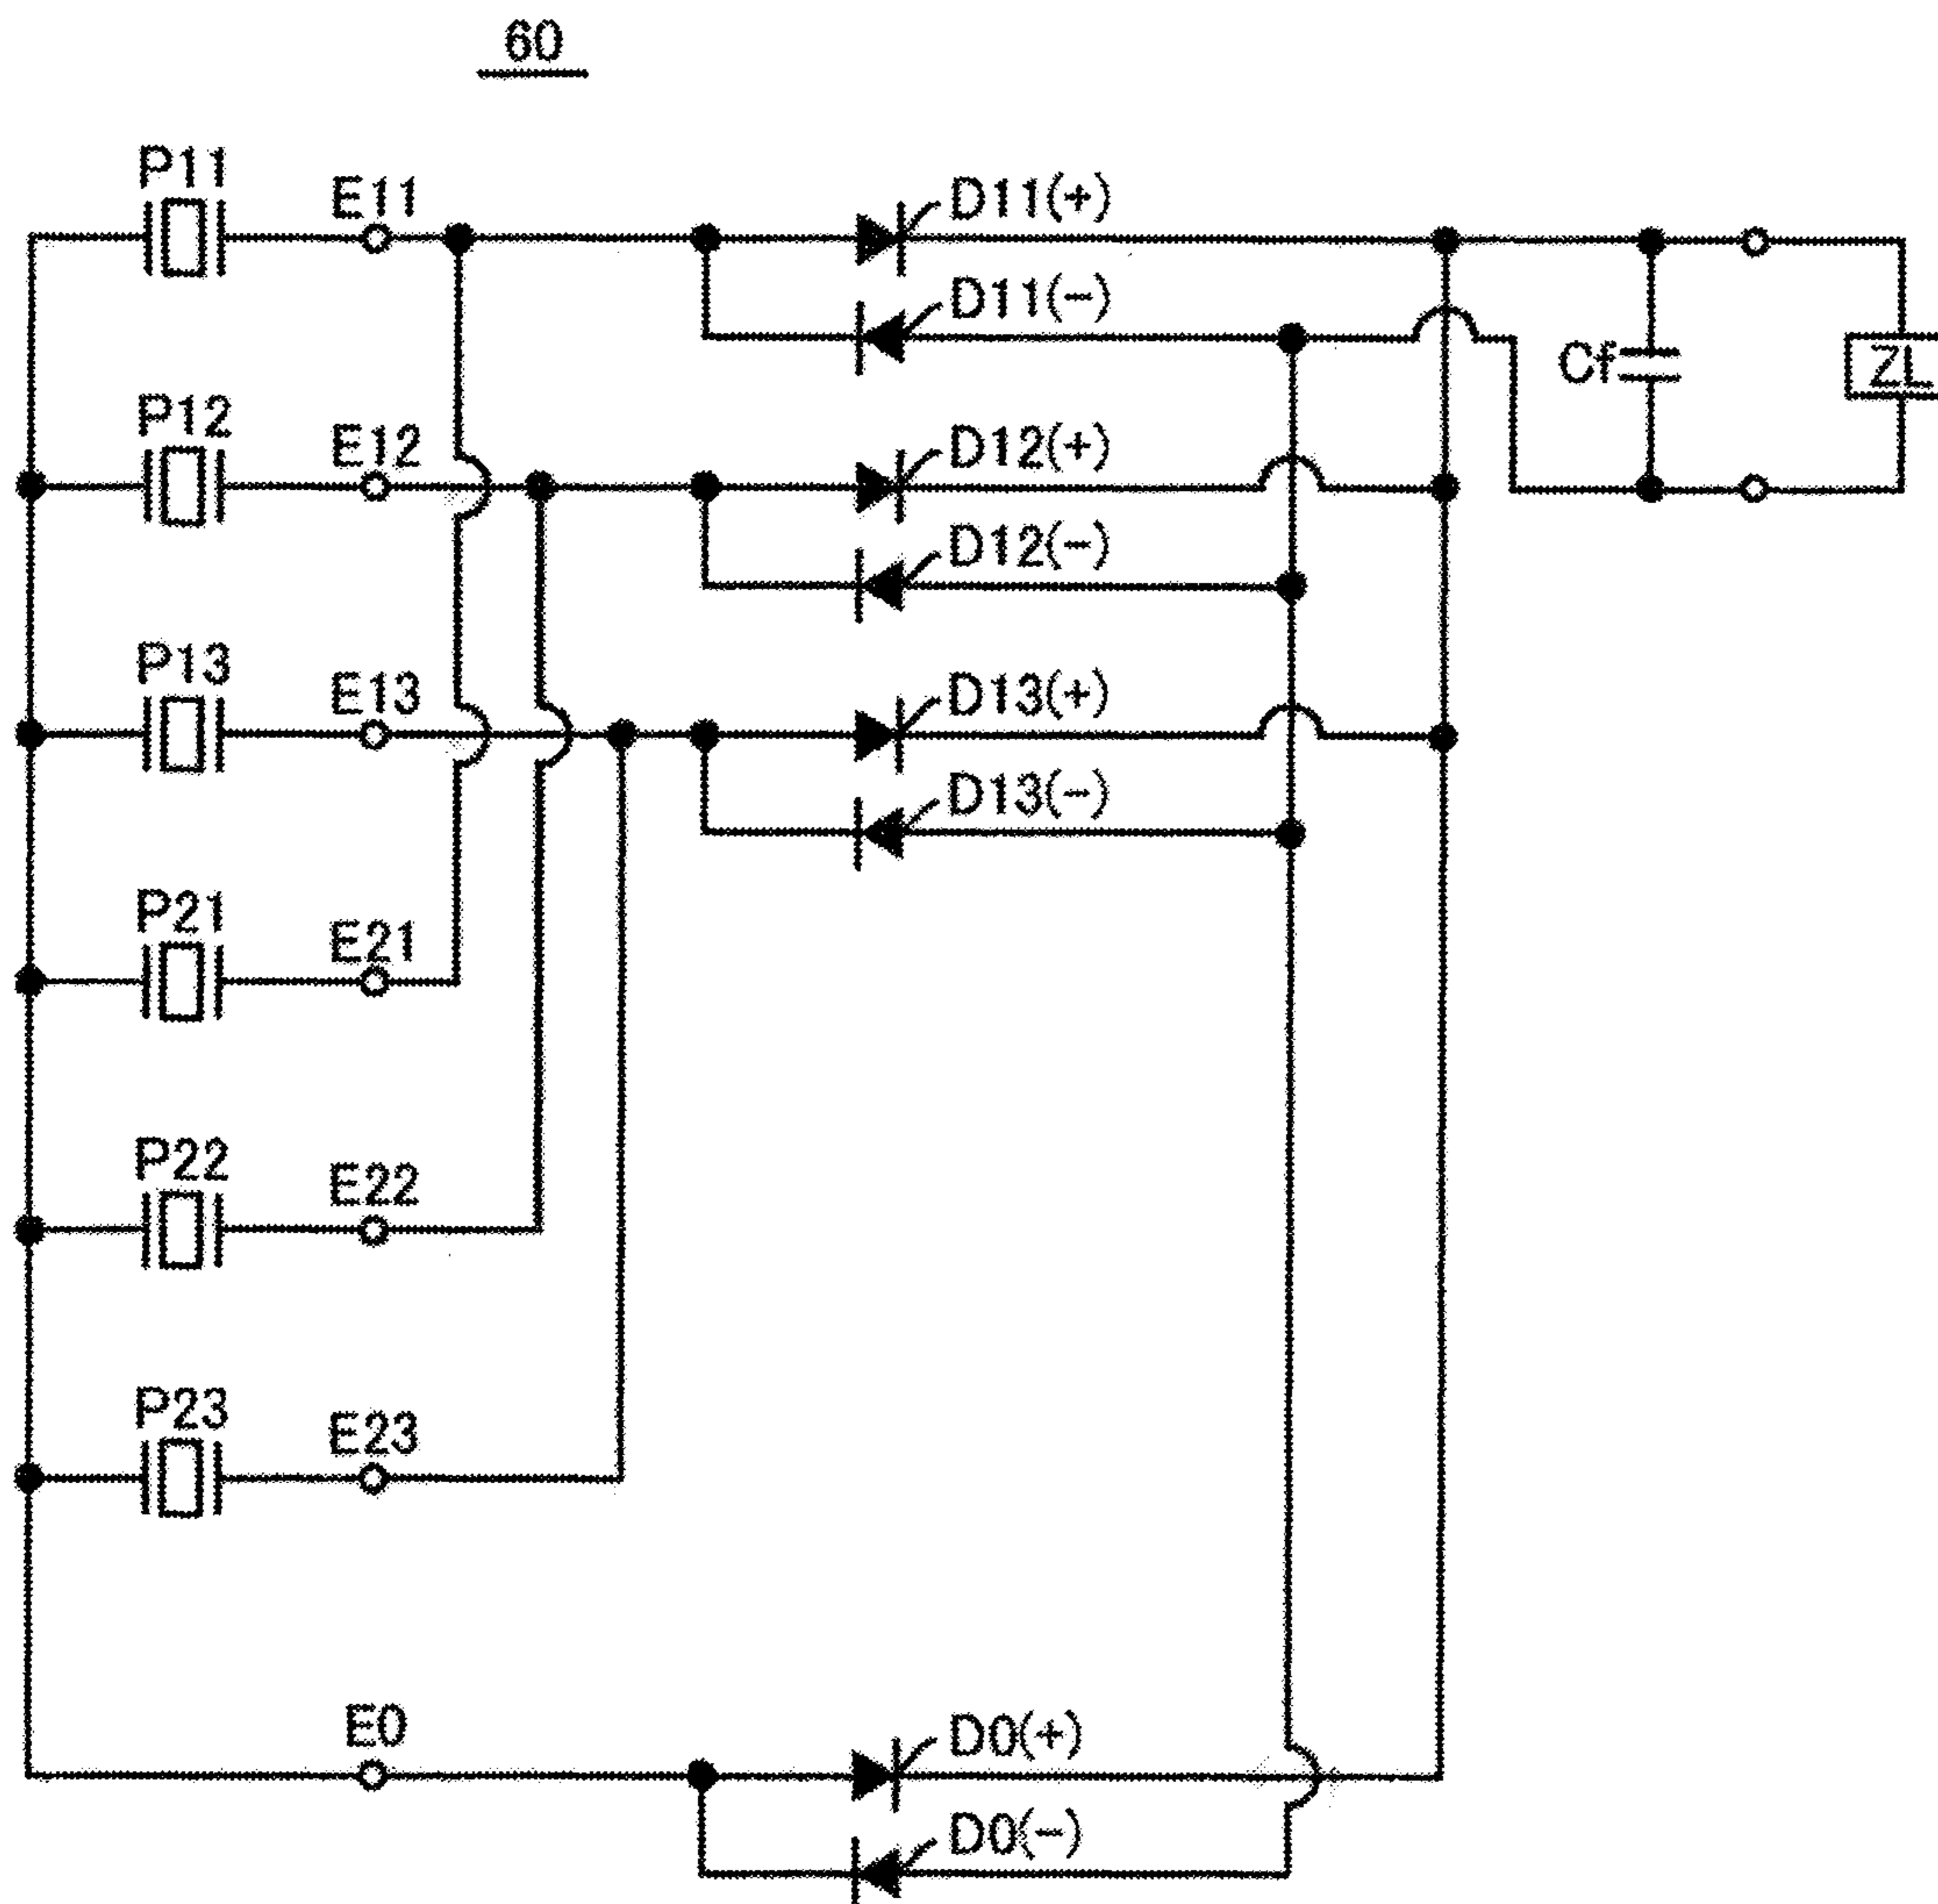 60
P11
E11
D11(+)
D11(-)
P12
E12
D12(+)
Cf
ZL
D12(-)
P13
E13
D13(+)
D13(-)
P21
E21
P22
E22
P23
E23
E0
D0(+)
D0(-)